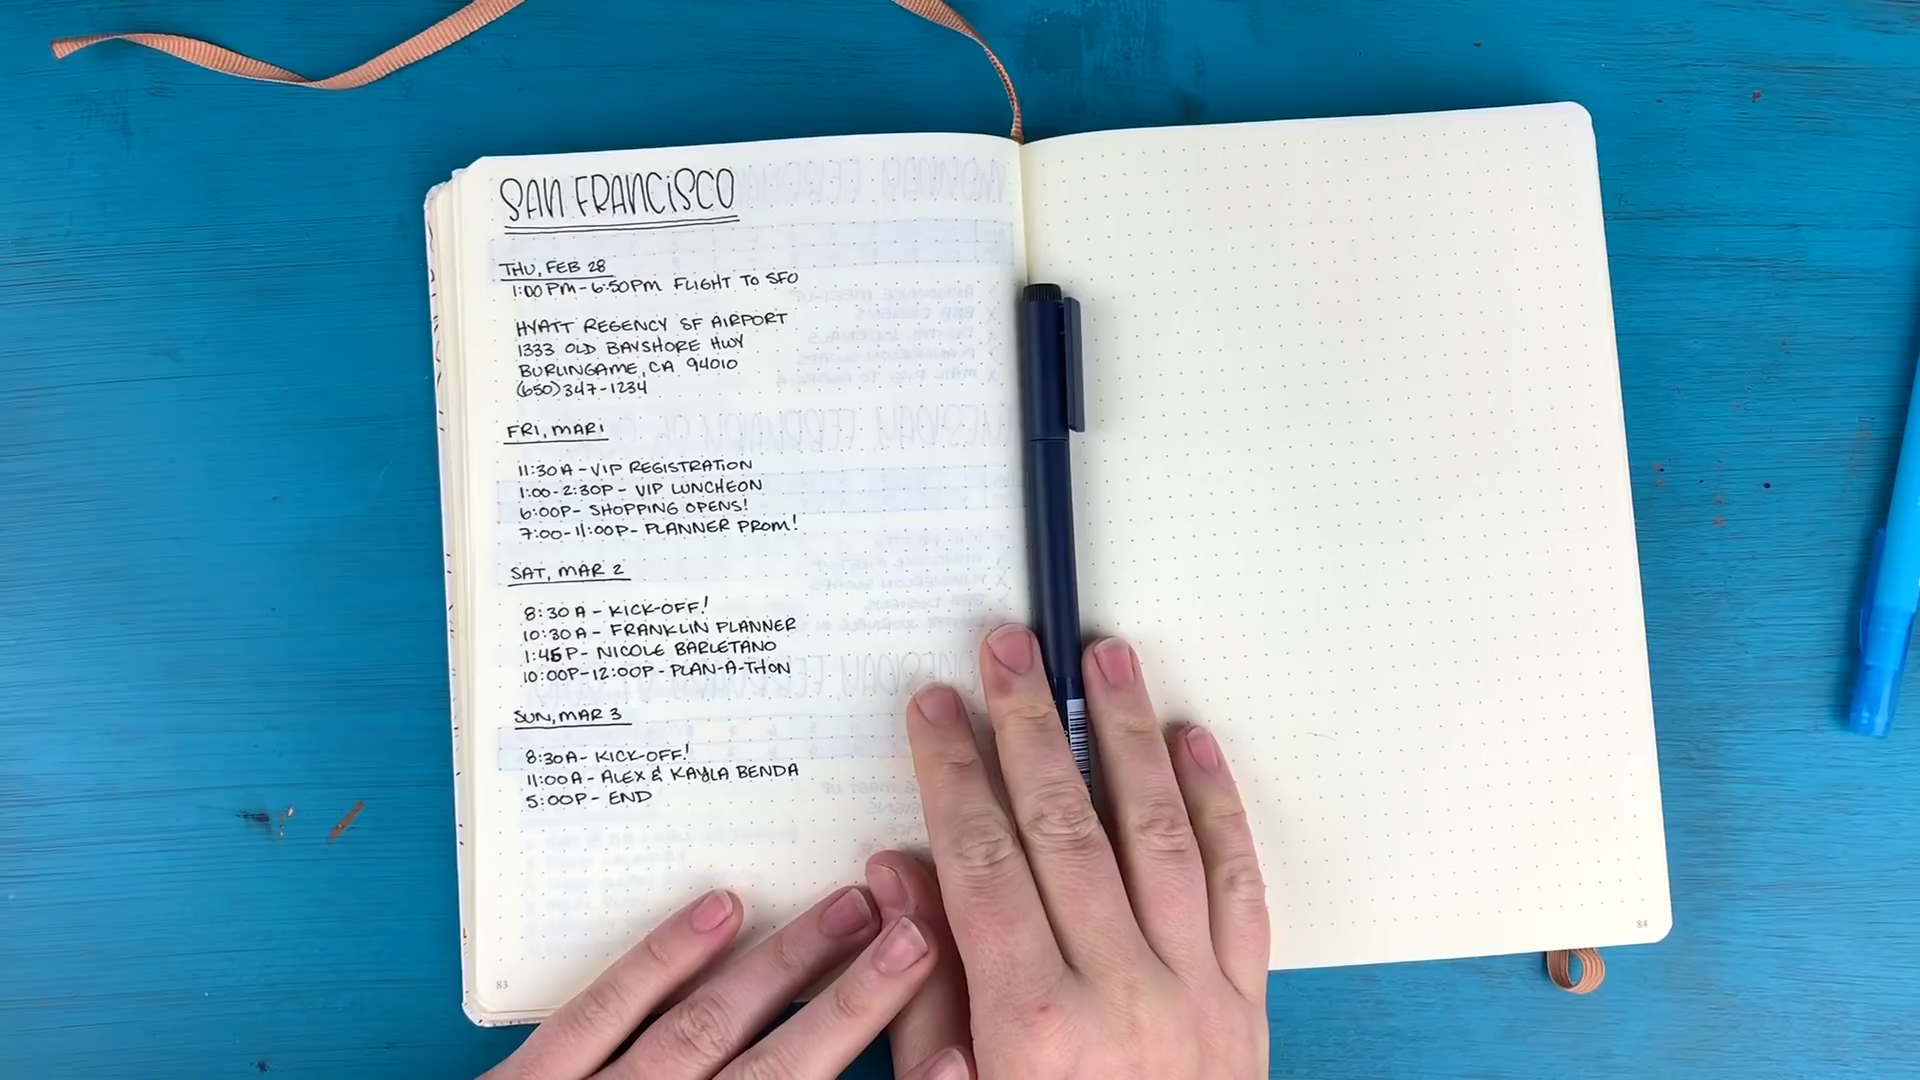 SAN FRANCISCO
THU, FEB 28
1:00PM-6:50PM FLIGHT TO SFO
HYATT REGENCY SF AIRPORT
1333 OLD BAYSHORE HWY
BURLINGAME, CA 94010
(650)347-1234
FRI, MAR 1
11:30A-VIP REGISTRATION
1:00-2:30P- VIP LUNCHEON
6:00P- SHOPPING OPENS!
7:00-11:00P- PLANNER PROM!
SAT, MAR 2
8:30A- KICK-OFF!
10:30A- FRANKLIN PLANNER
1:45P- NICOLE BARLETANO
10:00P-12:00P- PLAN-A-THON
SUN, MAR 3
8:30A- KICK-OFF!
11:00A- ALEX & KAYLA BENDA
5:00P- END
83
84